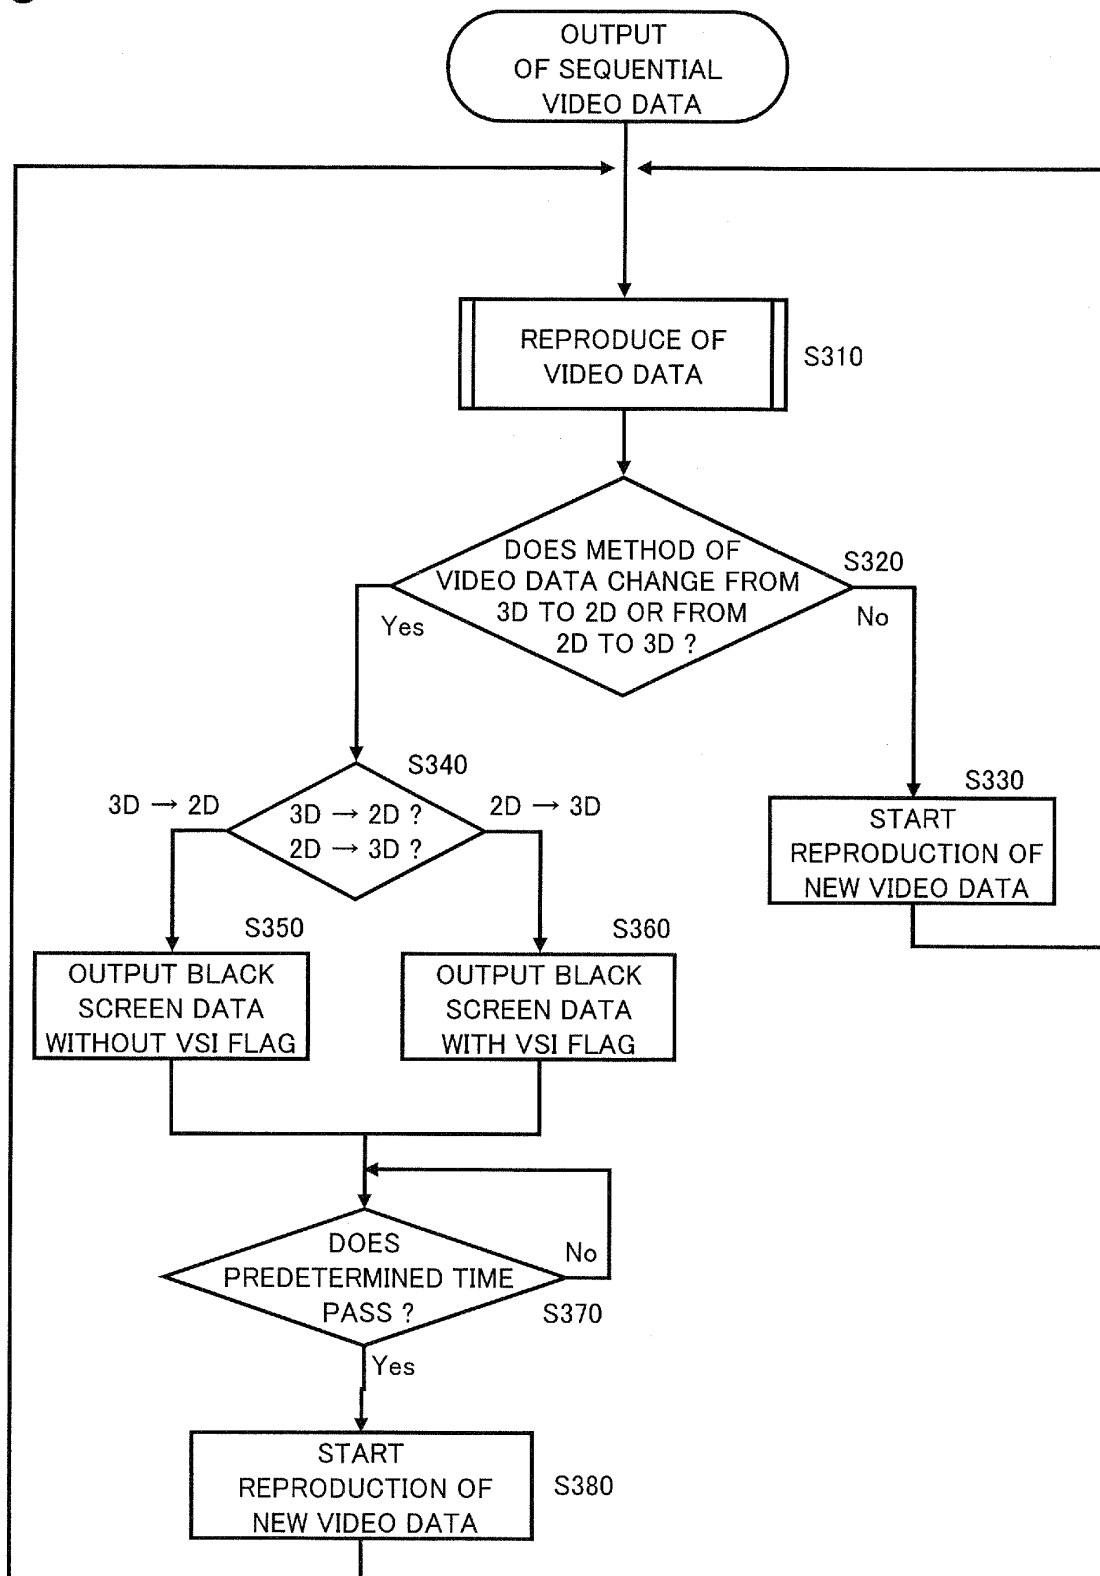 OUTPUT
OF SEQUENTIAL
VIDEO DATA
REPRODUCE OF
VIDEO DATA
S310
DOES METHOD OF
VIDEO DATA CHANGE FROM
3D TO 2D OR FROM
2D TO 3D ?
S320
Yes
No
S340
3D → 2D
3D → 2D ?
2D → 3D ?
2D → 3D
S330
START
REPRODUCTION OF
NEW VIDEO DATA
S350
OUTPUT BLACK
SCREEN DATA
WITHOUT VSI FLAG
S360
OUTPUT BLACK
SCREEN DATA
WITH VSI FLAG
DOES
PREDETERMINED TIME
PASS ?
No
S370
Yes
START
REPRODUCTION OF
NEW VIDEO DATA
S380